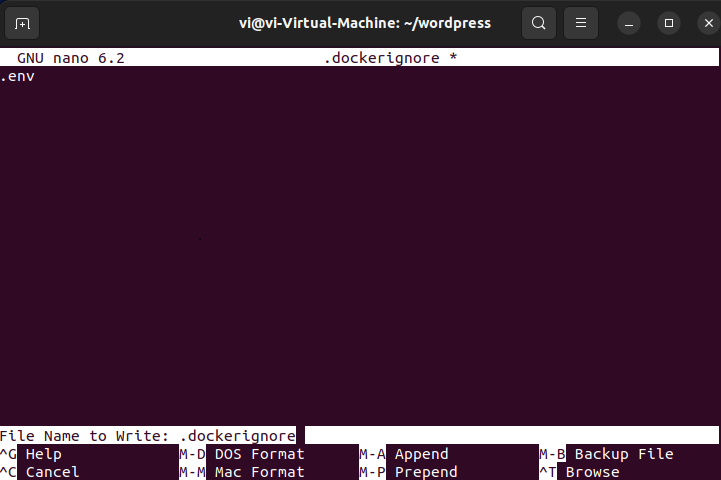 vi@vi-Virtual-Machine: ~/wordpress
GNU nano 6.2 .dockerignore *
.env
File Name to Write: .dockerignore
^G Help M-D DOS Format M-A Append M-B Backup File
^C Cancel M-M Mac Format M-P Prepend ^T Browse